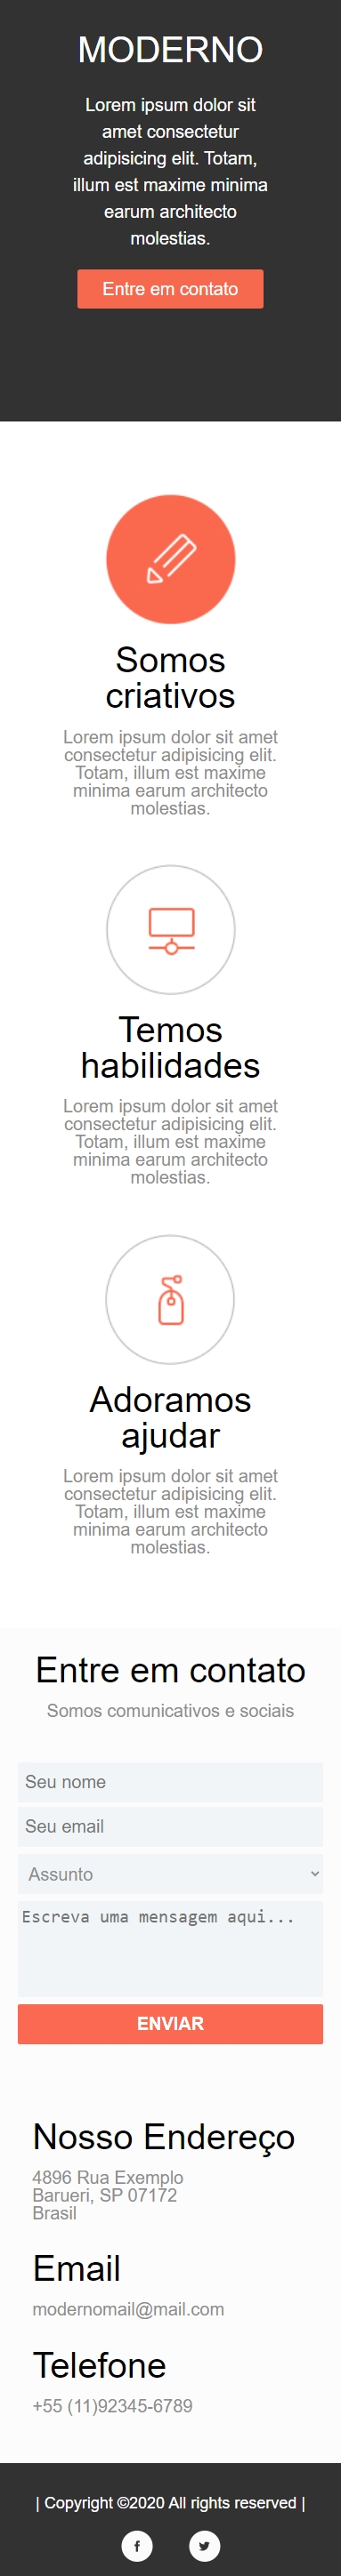 MODERNO
Lorem ipsum dolor sit
amet consectetur
adipisicing elit. Totam,
illum est maxime minima
earum architecto
molestias.
Entre em contato
Somos
criativos
Lorem ipsum dolor sit amet
consectetur adipisicing elit.
Totam, illum est maxime
minima earum architecto
molestias.
Temos
habilidades
Lorem ipsum dolor sit amet
consectetur adipisicing elit.
Totam, illum est maxime
minima earum architecto
molestias.
Adoramos
ajudar
Lorem ipsum dolor sit amet
consectetur adipisicing elit.
Totam, illum est maxime
minima earum architecto
molestias.
Entre em contato
Somos comunicativos e sociais
Seu nome
Seu email
Assunto
Escreva uma mensagem aqui...
ENVIAR
Nosso Endereço
4896 Rua Exemplo
Barueri, SP 07172
Brasil
Email
modernomail@mail.com
Telefone
+55 (11)92345-6789
| Copyright ©2020 All rights reserved |